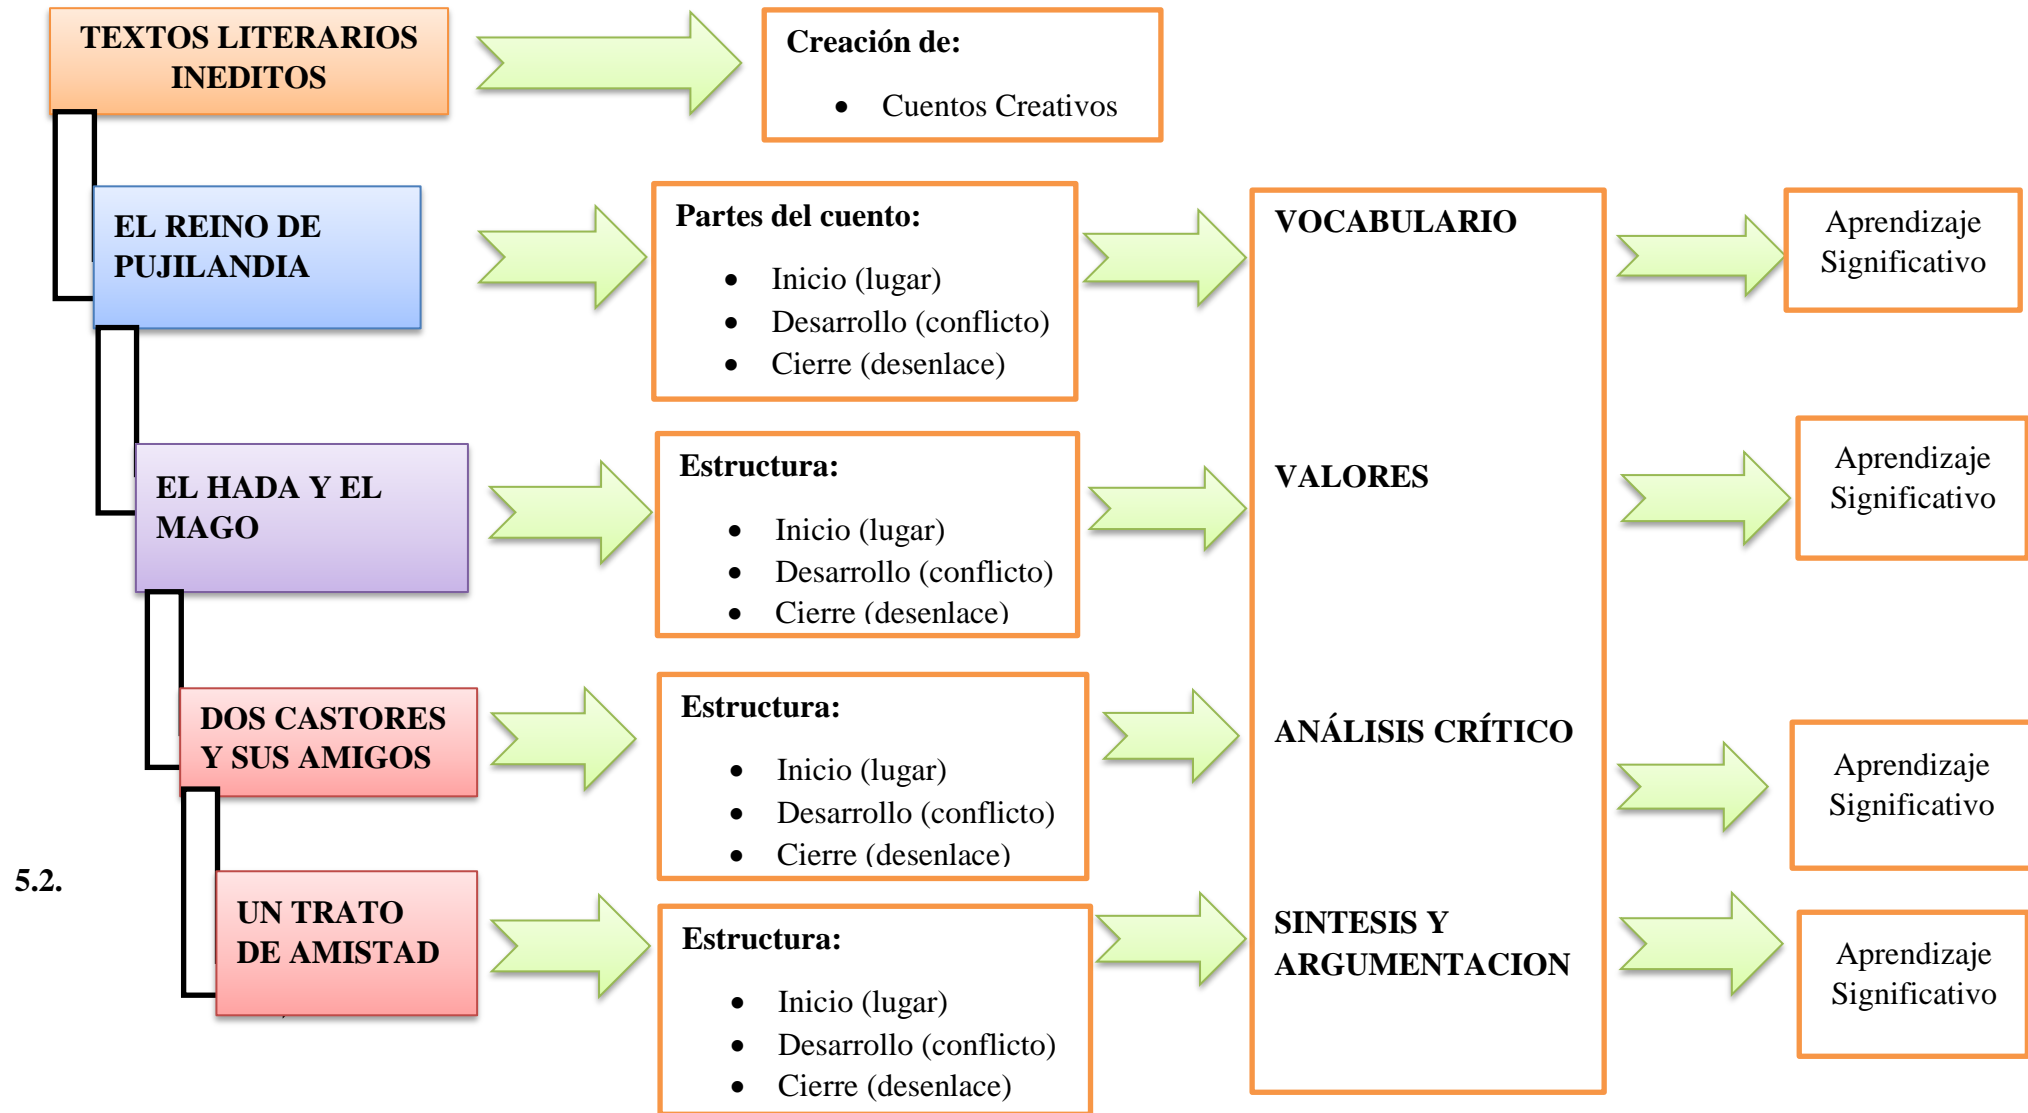 TEXTOS LITERARIOS
INEDITOS
Creación de:
• Cuentos Creativos
EL REINO DE
PUJILANDIA
Partes del cuento:
• Inicio (lugar)
• Desarrollo (conflicto)
• Cierre (desenlace)
VOCABULARIO
Aprendizaje
Significativo
EL HADA Y EL
MAGO
Estructura:
• Inicio (lugar)
• Desarrollo (conflicto)
• Cierre (desenlace)
VALORES
Aprendizaje
Significativo
DOS CASTORES
Y SUS AMIGOS
Estructura:
• Inicio (lugar)
• Desarrollo (conflicto)
• Cierre (desenlace)
ANÁLISIS CRÍTICO
Aprendizaje
Significativo
5.2.
UN TRATO
DE AMISTAD
Estructura:
• Inicio (lugar)
• Desarrollo (conflicto)
• Cierre (desenlace)
SINTESIS Y
ARGUMENTACION
Aprendizaje
Significativo